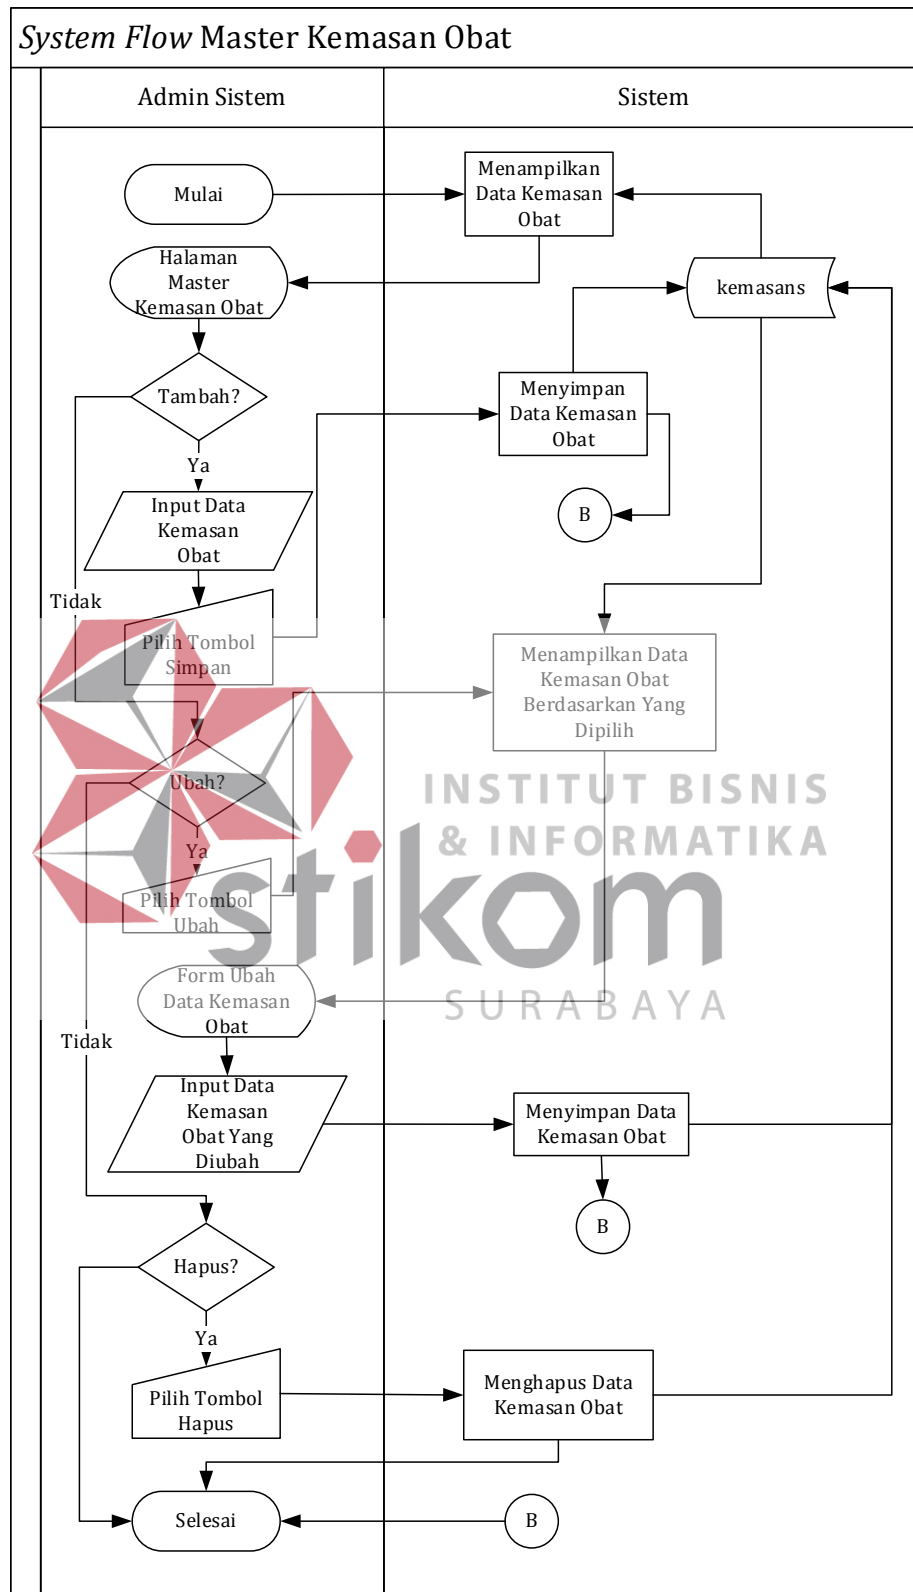 System Flow Master Kemasan Obat
Admin Sistem
Sistem
Mulai
Menampilkan
Data Kemasan
Obat
Halaman
Master
Kemasan Obat
kemasans
Tambah?
Menyimpan
Data Kemasan
Obat
Ya
Input Data
Kemasan
Obat
B
Tidak
Pilih Tombol
Simpan
Menampilkan Data
Kemasan Obat
Berdasarkan Yang
Dipilih
Ubah?
INSTITUT BISNIS
& INFORMATIKA
stikom
SURABAYA
Ya
Pilih Tombol
Ubah
Form Ubah
Data Kemasan
Obat
Tidak
Input Data
Kemasan
Obat Yang
Diubah
Menyimpan Data
Kemasan Obat
B
Hapus?
Ya
Pilih Tombol
Hapus
Menghapus Data
Kemasan Obat
Selesai
B